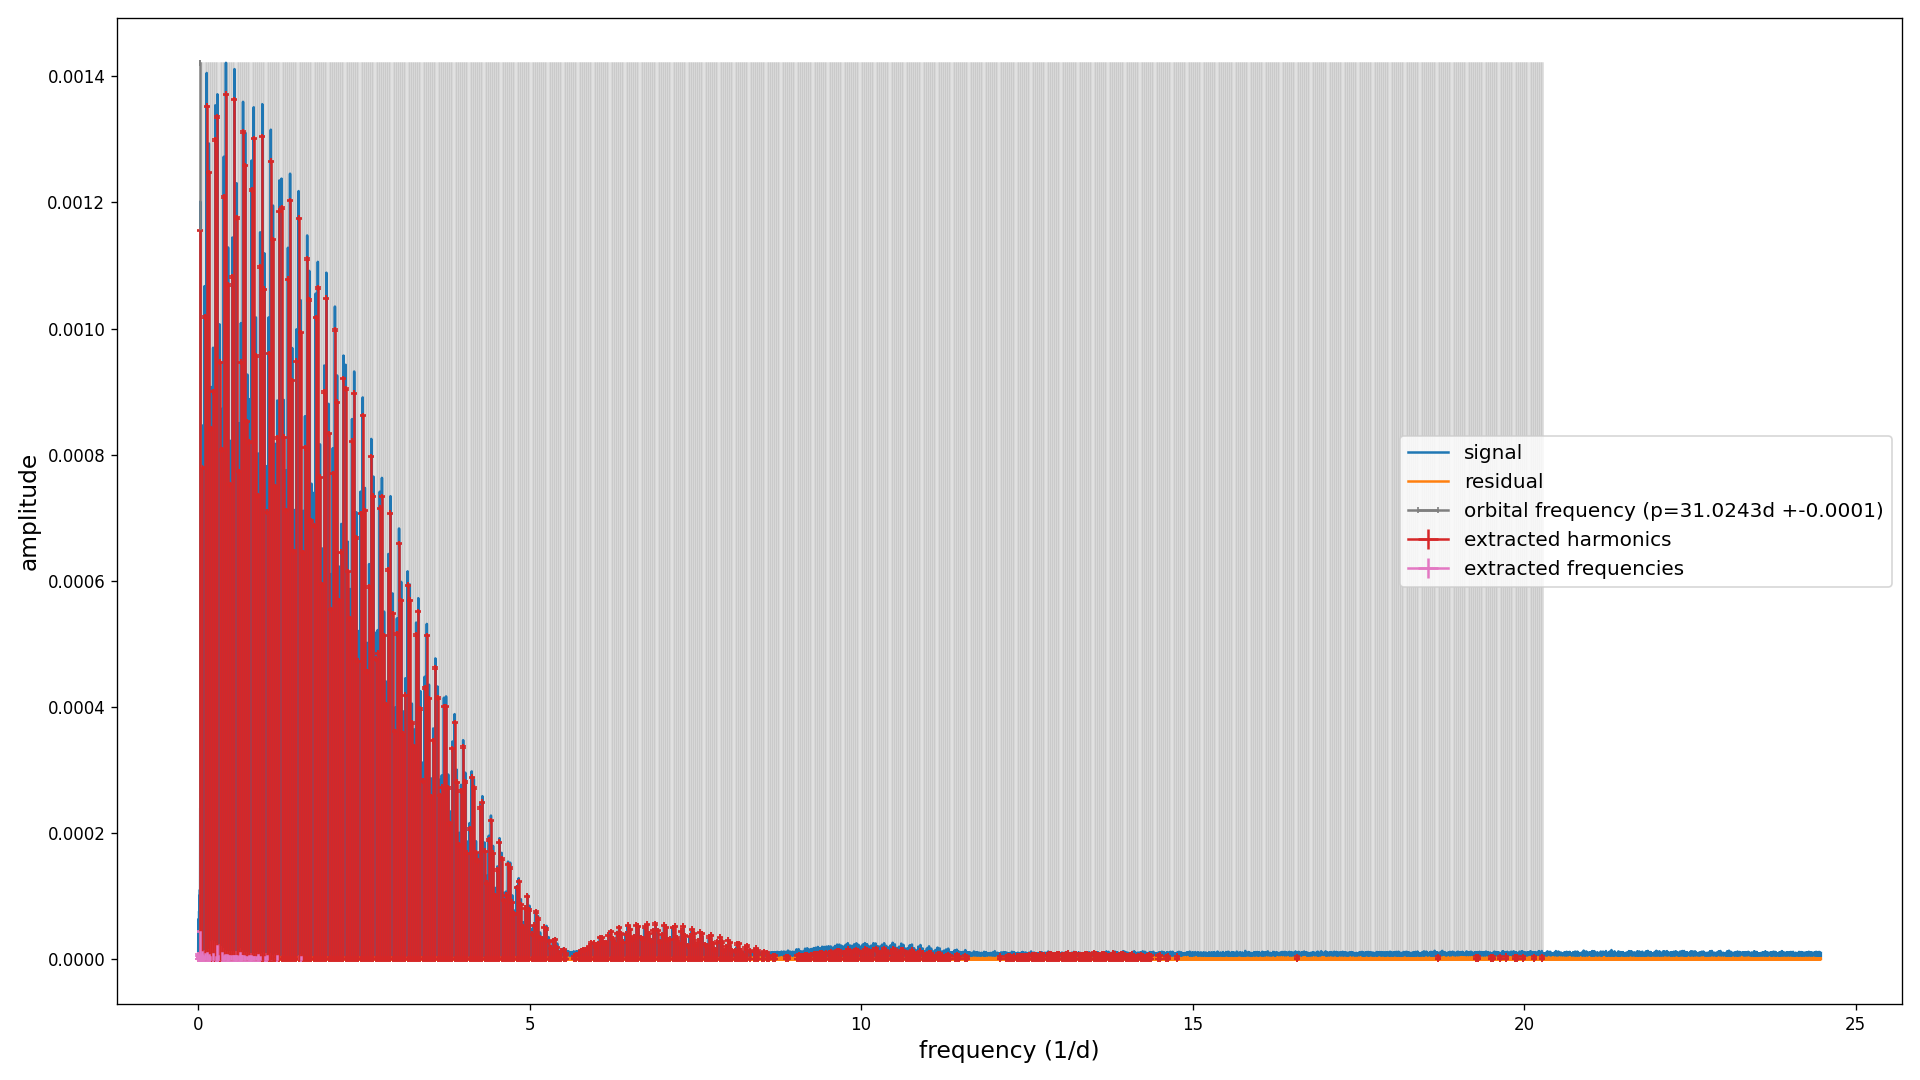 0.0014
0.0012
0.0010
0.0008
0.0006
0.0004
0.0002
0.0000
amplitude
signal
residual
orbital frequency (p=31.0243d +-0.0001)
extracted harmonics
extracted frequencies
0 5 10 15 20 25
frequency (1/d)